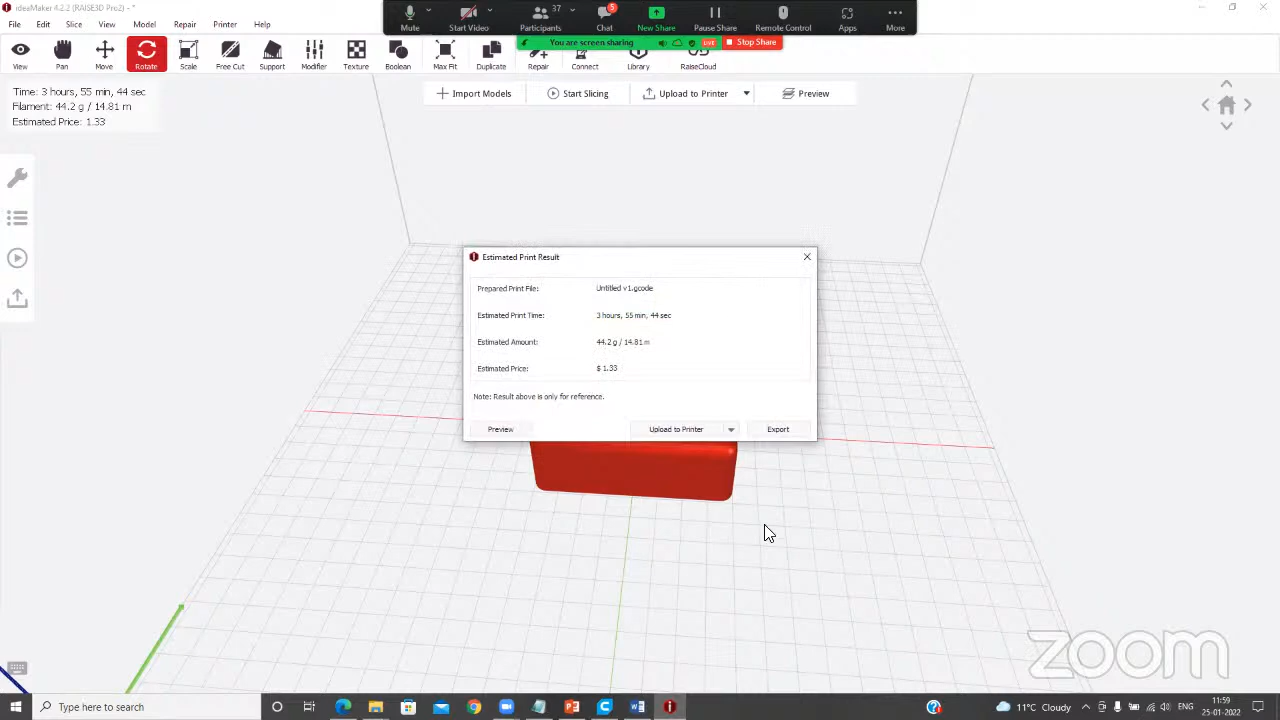 ideaMaker 4.2.2 (RAISE3D Pro2) - *
File Edit Slice View Model Repair Printer Help
Mute
Start Video
37
Participants
5
Chat
New Share
Pause Share
Remote Control
Apps
More
You are screen sharing
LIVE
Stop Share
View
Pan
Move
Rotate
Scale
Free Cut
Support
Modifier
Texture
Boolean
Max Fit
Duplicate
Repair
Connect
Library
RaiseCloud
Time: 3 hours, 55 min, 44 sec
Filament: 44.2 g / 14.81 m
Estimated Price: 1.33
Import Models
Start Slicing
Upload to Printer
Preview
Estimated Print Result
Prepared Print File: Untitled v1.gcode
Estimated Print Time: 3 hours, 55 min, 44 sec
Estimated Amount: 44.2 g / 14.81 m
Estimated Price: $ 1.33
Note: Result above is only for reference.
Preview
Upload to Printer
Export
zoom
Type here to search
11°C Cloudy
11:59
25-01-2022